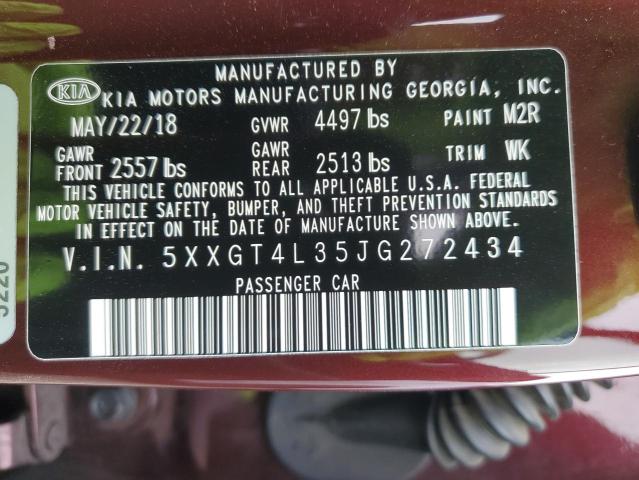 MANUFACTURED BY
KIA KIA MOTORS MANUFACTURING GEORGIA, INC.
MAY/22/18 GVWR 4497 lbs PAINT M2R
GAWR FRONT 2557 lbs GAWR REAR 2513 lbs TRIM WK
THIS VEHICLE CONFORMS TO ALL APPLICABLE U.S.A. FEDERAL
MOTOR VEHICLE SAFETY, BUMPER, AND THEFT PREVENTION STANDARDS
IN EFFECT ON THE DATE OF MANUFACTURE SHOWN ABOVE.
V.I.N. 5XXGT4L35JG272434
PASSENGER CAR